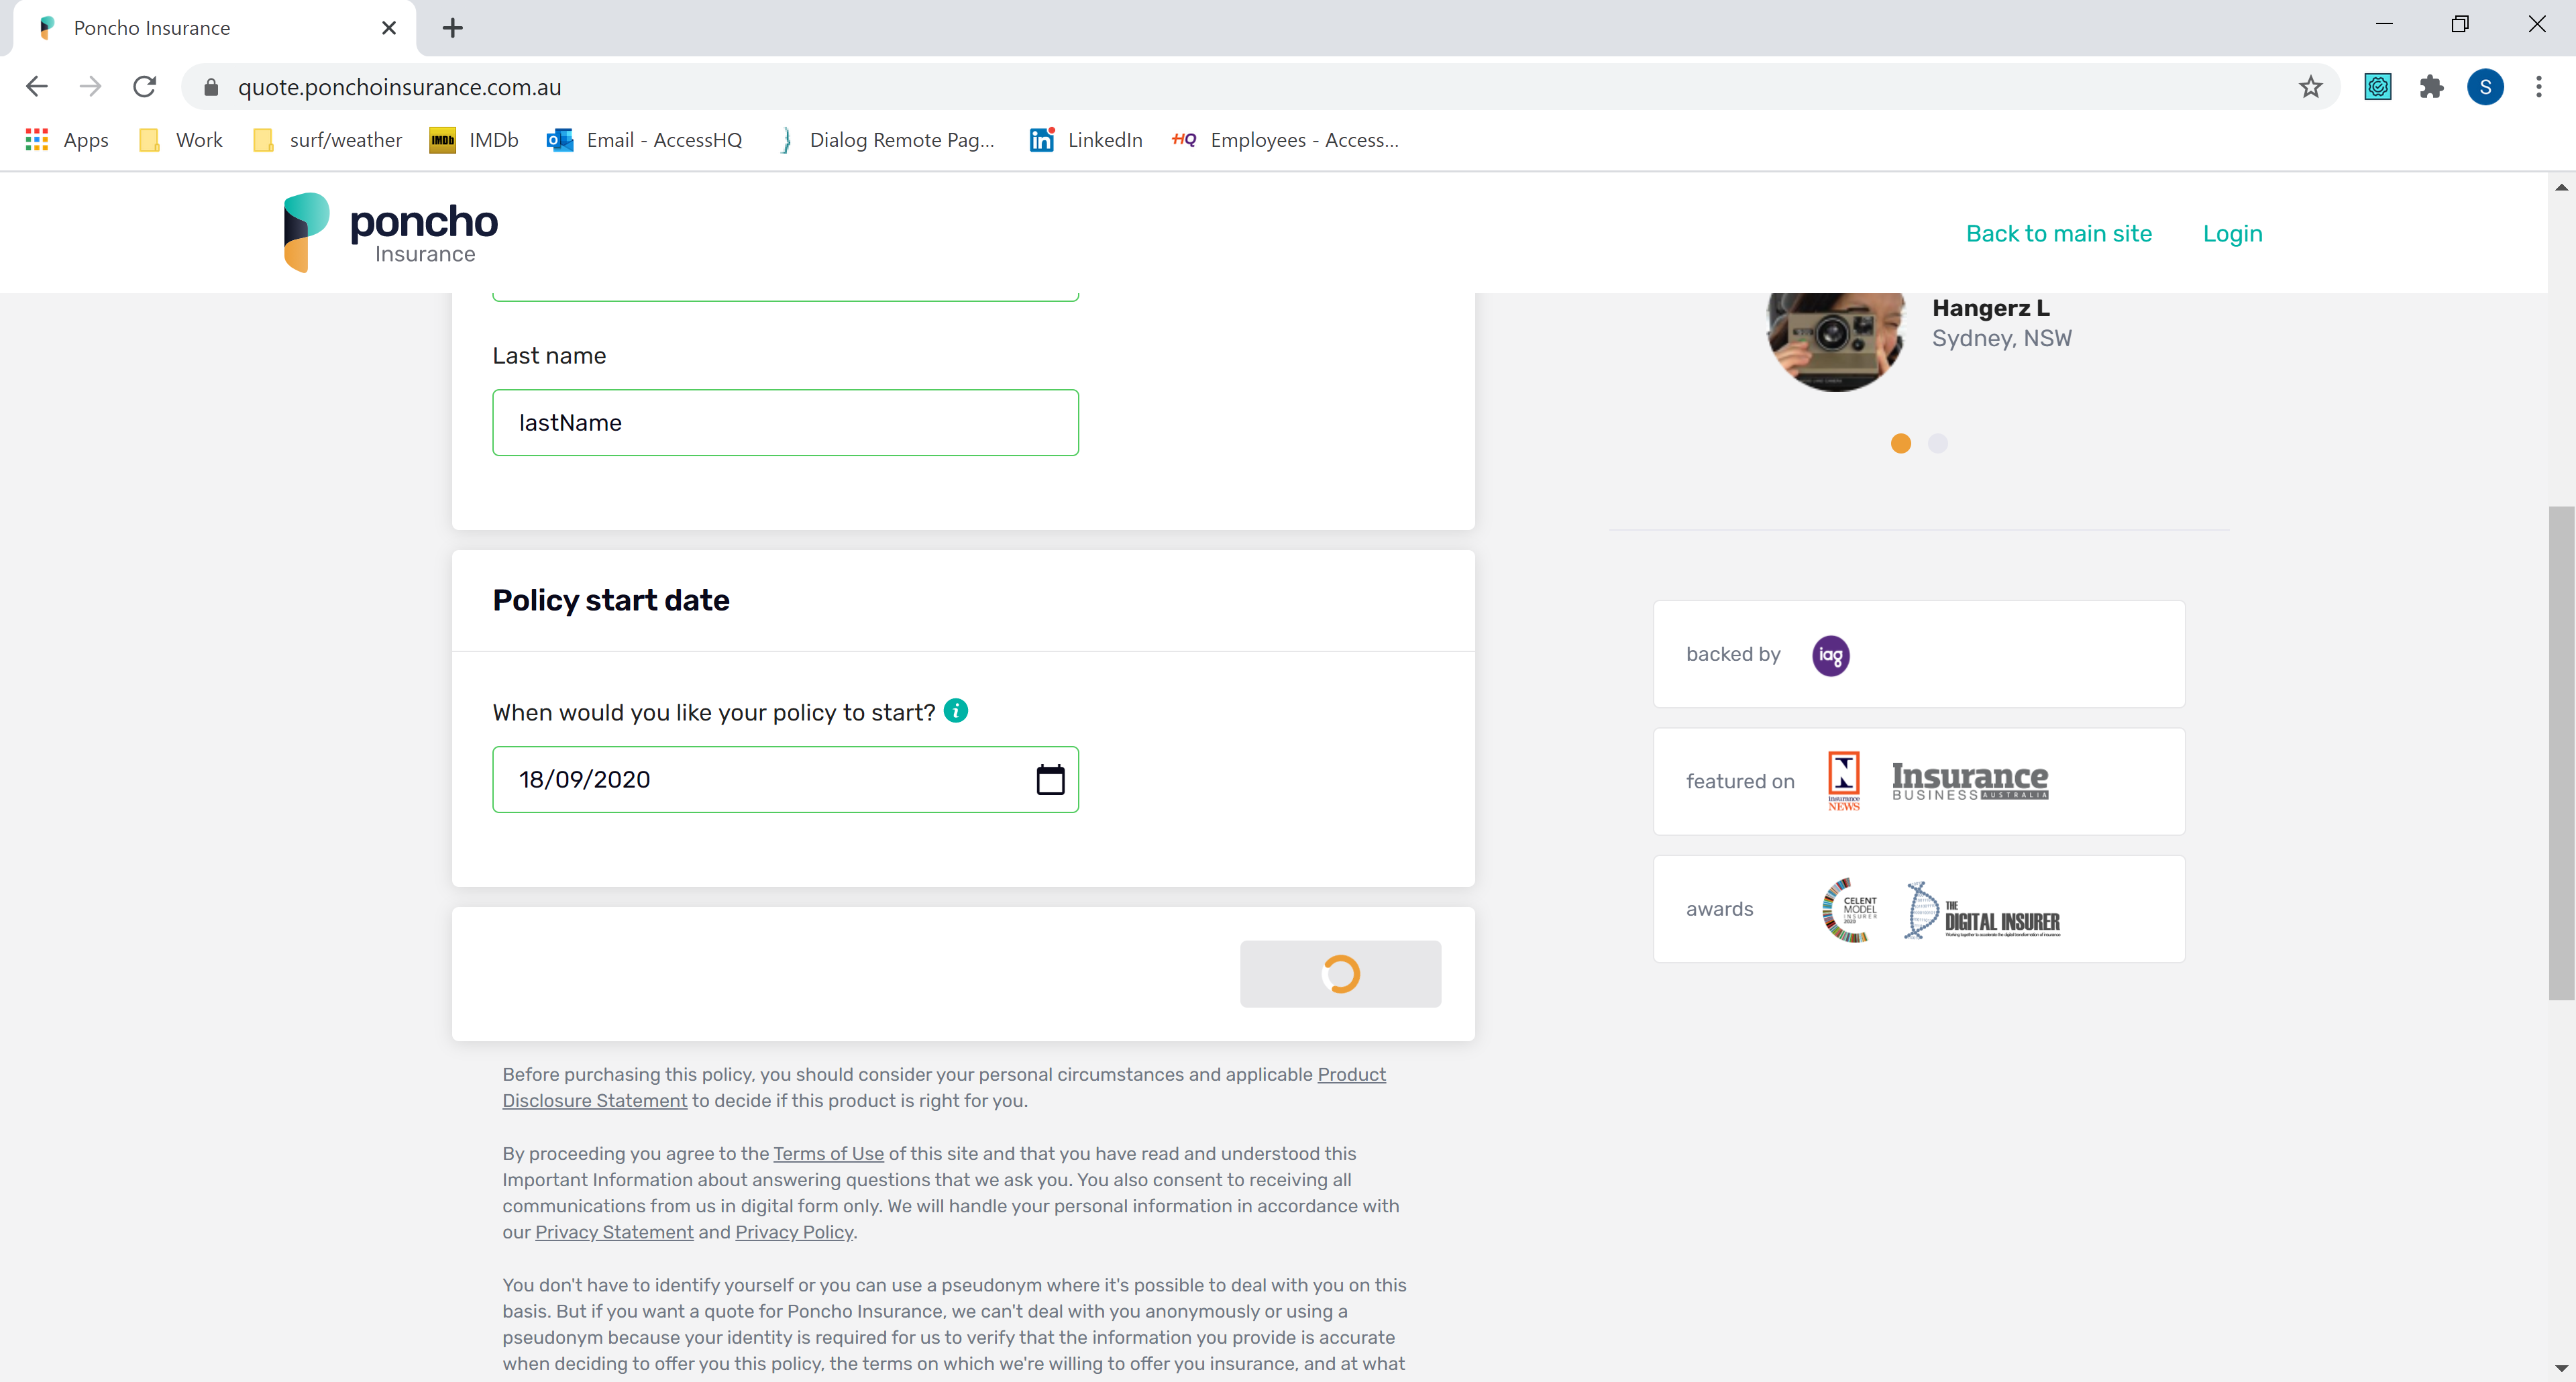 Poncho Insurance
quote.ponchoinsurance.com.au
S
Apps
Work
surf/weather
IMDb
IMDb
Email - AccessHQ
Dialog Remote Pag...
in
LinkedIn
HQ
Employees - Access...
poncho
Insurance
Back to main site
Login
Last name
lastName
Policy start date
When would you like your policy to start?
18/09/2020
Before purchasing this policy, you should consider your personal circumstances and applicable Product
Disclosure Statement to decide if this product is right for you.
By proceeding you agree to the Terms of Use of this site and that you have read and understood this
Important Information about answering questions that we ask you. You also consent to receiving all
communications from us in digital form only. We will handle your personal information in accordance with
our Privacy Statement and Privacy Policy.
You don't have to identify yourself or you can use a pseudonym where it's possible to deal with you on this
basis. But if you want a quote for Poncho Insurance, we can't deal with you anonymously or using a
pseudonym because your identity is required for us to verify that the information you provide is accurate
when deciding to offer you this policy, the terms on which we're willing to offer you insurance, and at what
Hangerz L
Sydney, NSW
backed by
iag
featured on
N
Insurance
NEWS
Insurance
BUSINESS AUSTRALIA
awards
CELENT
MODEL
INSURER
2020
THE
DIGITAL INSURER